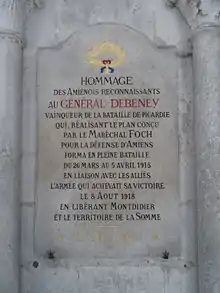 HOMMAGE
DES AMIÉNOIS RECONNAISSANTS
AU GÉNÉRAL DEBENEY
VAINQUEUR DE LA BATAILLE DE PICARDIE
QUI, RÉALISANT LE PLAN CONÇU
PAR LE MARÉCHAL FOCH
POUR LA DÉFENSE D'AMIENS
FORMA EN PLEINE BATAILLE
DU 26 MARS AU 5 AVRIL 1918
EN LIAISON AVEC LES ALLIÉS
L'ARMÉE QUI ACHEVAIT SA VICTOIRE
LE 8 AOUT 1918
EN LIBÉRANT MONTDIDIER
ET LE TERRITOIRE DE LA SOMME